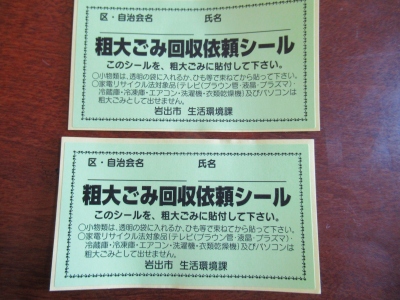 区・自治会名 氏名
粗大ごみ回収依頼シール
このシールを、粗大ごみに貼付して下さい。
○小物類は、透明の袋に入れるか、ひも等で束ねてから貼って下さい。
○家電リサイクル法対象品(テレビ(ブラウン管・液晶・プラズマ)・
冷蔵庫・冷凍庫・エアコン・洗濯機・衣類乾燥機)及びパソコンは
粗大ごみとして出せません。
岩出市 生活環境課
区・自治会名 氏名
粗大ごみ回収依頼シール
このシールを、粗大ごみに貼付して下さい。
○小物類は、透明の袋に入れるか、ひも等で束ねてから貼って下さい。
○家電リサイクル法対象品(テレビ(ブラウン管・液晶・プラズマ)・
冷蔵庫・冷凍庫・エアコン・洗濯機・衣類乾燥機)及びパソコンは
粗大ごみとして出せません。
岩出市 生活環境課